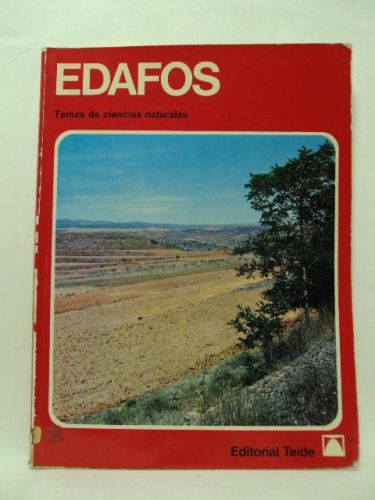 EDAFOS
Temas de ciencias naturales
Editorial Teide